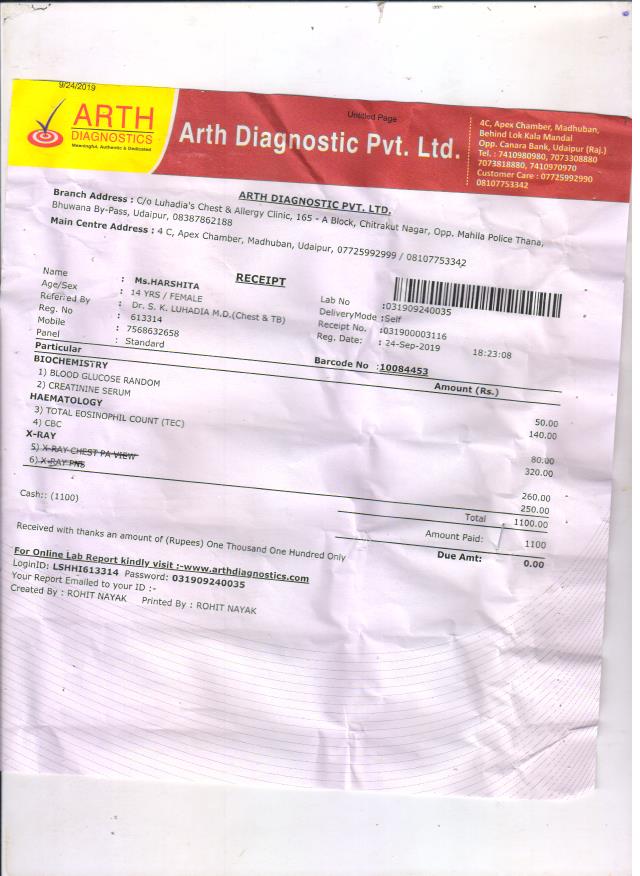 9/24/2019
Untitled Page
ARTH
DIAGNOSTICS
Meaningful, Authentic & Dedicated
Arth Diagnostic Pvt. Ltd.
4C, Apex Chamber, Madhuban,
Behind Lok Kala Mandal
Opp. Canara Bank, Udaipur (Raj.)
Tel. : 7410980980, 7073308880
7073818880, 7410970970
Customer Care : 07725992990
08107753342
ARTH DIAGNOSTIC PVT. LTD.
Branch Address : C/o Luhadia's Chest & Allergy Clinic, 165 - A Block, Chitrakut Nagar, Opp. Mahila Police Thana,
Bhuwana By-Pass, Udaipur, 08387862188
Main Centre Address : 4 C, Apex Chamber, Madhuban, Udaipur, 07725992999 / 08107753342
RECEIPT
Name : Ms.HARSHITA
Age/Sex : 14 YRS / FEMALE
Referred By : Dr. S. K. LUHADIA M.D.(Chest & TB)
Reg. No : 613314
Mobile : 7568632658
Panel : Standard
Lab No :031909240035
DeliveryMode :Self
Receipt No. :031900003116
Reg. Date: : 24-Sep-2019 18:23:08
Barcode No :10084453
Particular Amount (Rs.)
BIOCHEMISTRY
1) BLOOD GLUCOSE RANDOM 50.00
2) CREATININE SERUM 140.00
HAEMATOLOGY
3) TOTAL EOSINOPHIL COUNT (TEC) 80.00
4) CBC 320.00
X-RAY
5) X-RAY CHEST PA VIEW 260.00
6) X-RAY PNS 250.00
Total 1100.00
Cash:: (1100)
Amount Paid: 1100
Received with thanks an amount of (Rupees) One Thousand One Hundred Only
Due Amt: 0.00
For Online Lab Report kindly visit :-www.arthdiagnostics.com
LoginID: LSHHI613314 Password: 031909240035
Your Report Emailed to your ID :-
Created By : ROHIT NAYAK Printed By : ROHIT NAYAK